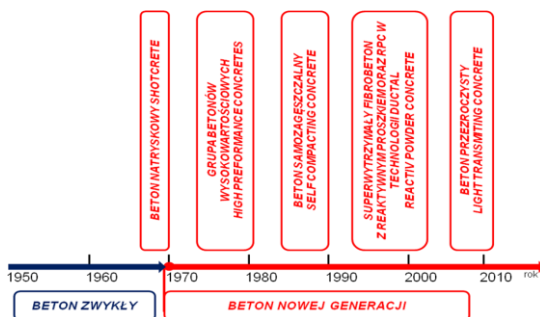 BETON NATRYSKOWY SHOTCRETE
GRUPA BETONÓW
WYSOKOWARTOŚCIOWYCH
HIGH PREFORMANCE CONCRETES
BETON SAMOZAGĘSZCZALNY
SELF COMPACTING CONCRETE
SUPERWYTRZYMAŁY FIBROBETON
Z REAKTYWNYM PROSZKIEM ORAZ RPC W
TECHNOLOGII DUCTAL
REACTIV POWDER CONCRETE
BETON PRZEZROCZYSTY
LIGHT TRANSMITING CONCRETE
1950 1960 1970 1980 1990 2000 2010 rok
BETON ZWYKŁY BETON NOWEJ GENERACJI